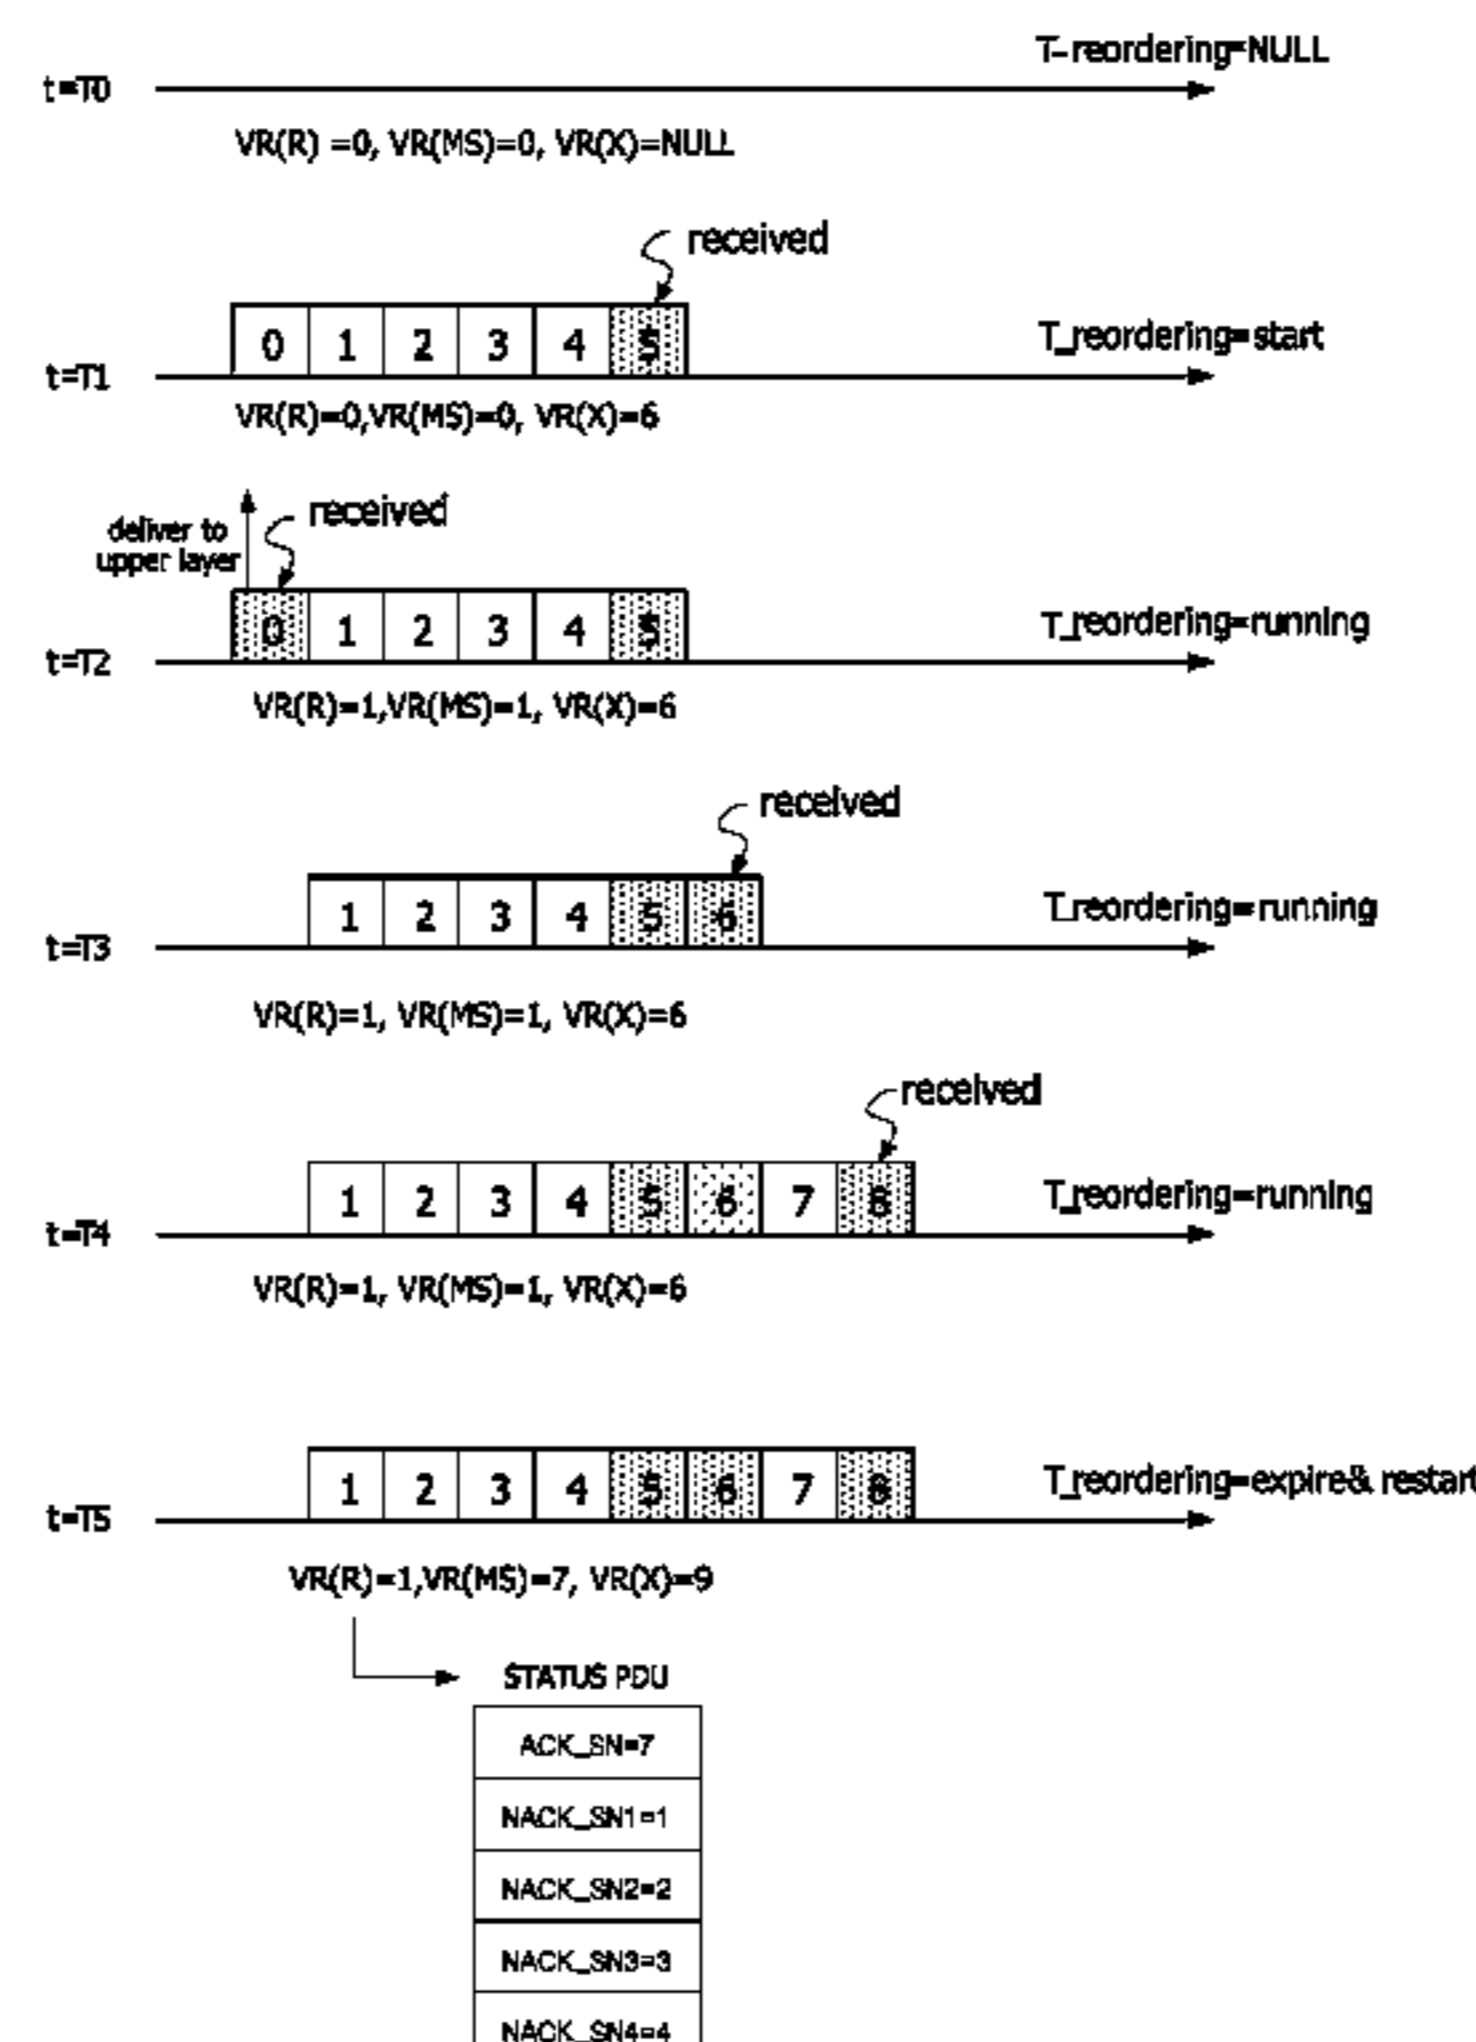 T-reordering=NULL
t=T0
VR(R) =0, VR(MS)=0, VR(X)=NULL
received
0 1 2 3 4 5
T_reordering=start
t=T1
VR(R)=0,VR(MS)=0, VR(X)=6
received
deliver to
upper layer
0 1 2 3 4 5
T_reordering=running
t=T2
VR(R)=1,VR(MS)=1, VR(X)=6
received
1 2 3 4 5 6
T_reordering=running
t=T3
VR(R)=1, VR(MS)=1, VR(X)=6
received
1 2 3 4 5 6 7 8
T_reordering=running
t=T4
VR(R)=1, VR(MS)=1, VR(X)=6
1 2 3 4 5 6 7 8
T_reordering=expire& restart
t=T5
VR(R)=1,VR(MS)=7, VR(X)=9
STATUS PDU
ACK_SN=7
NACK_SN1=1
NACK_SN2=2
NACK_SN3=3
NACK_SN4=4